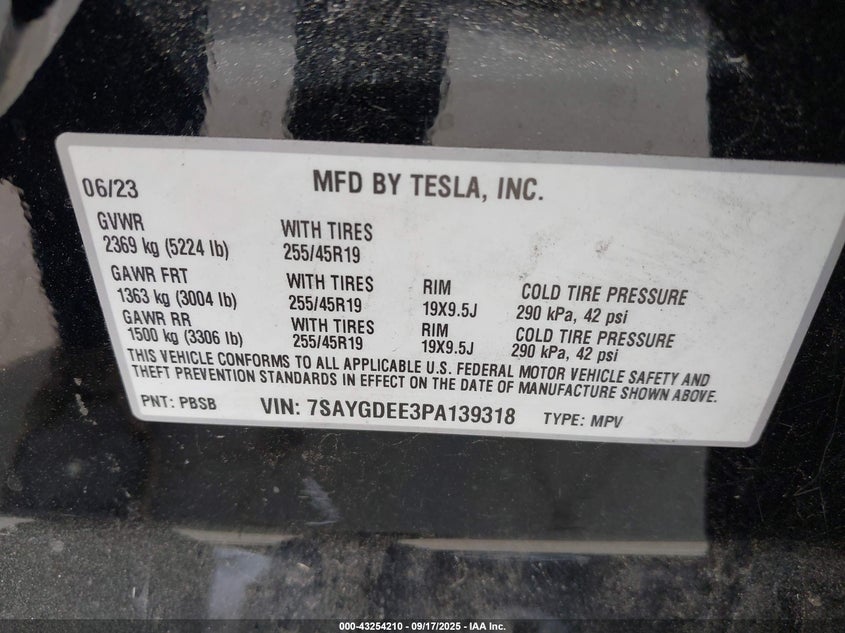 06/23 MFD BY TESLA, INC.
GVWR WITH TIRES
2369 kg (5224 lb) 255/45R19
GAWR FRT WITH TIRES RIM COLD TIRE PRESSURE
1363 kg (3004 lb) 255/45R19 19X9.5J 290 kPa, 42 psi
GAWR RR WITH TIRES RIM COLD TIRE PRESSURE
1500 kg (3306 lb) 255/45R19 19X9.5J 290 kPa, 42 psi
THIS VEHICLE CONFORMS TO ALL APPLICABLE U.S. FEDERAL MOTOR VEHICLE SAFETY AND
THEFT PREVENTION STANDARDS IN EFFECT ON THE DATE OF MANUFACTURE SHOWN ABOVE.
PNT: PBSB VIN: 7SAYGDEE3PA139318 TYPE: MPV
000-43254210 - 09/17/2025 - IAA Inc.